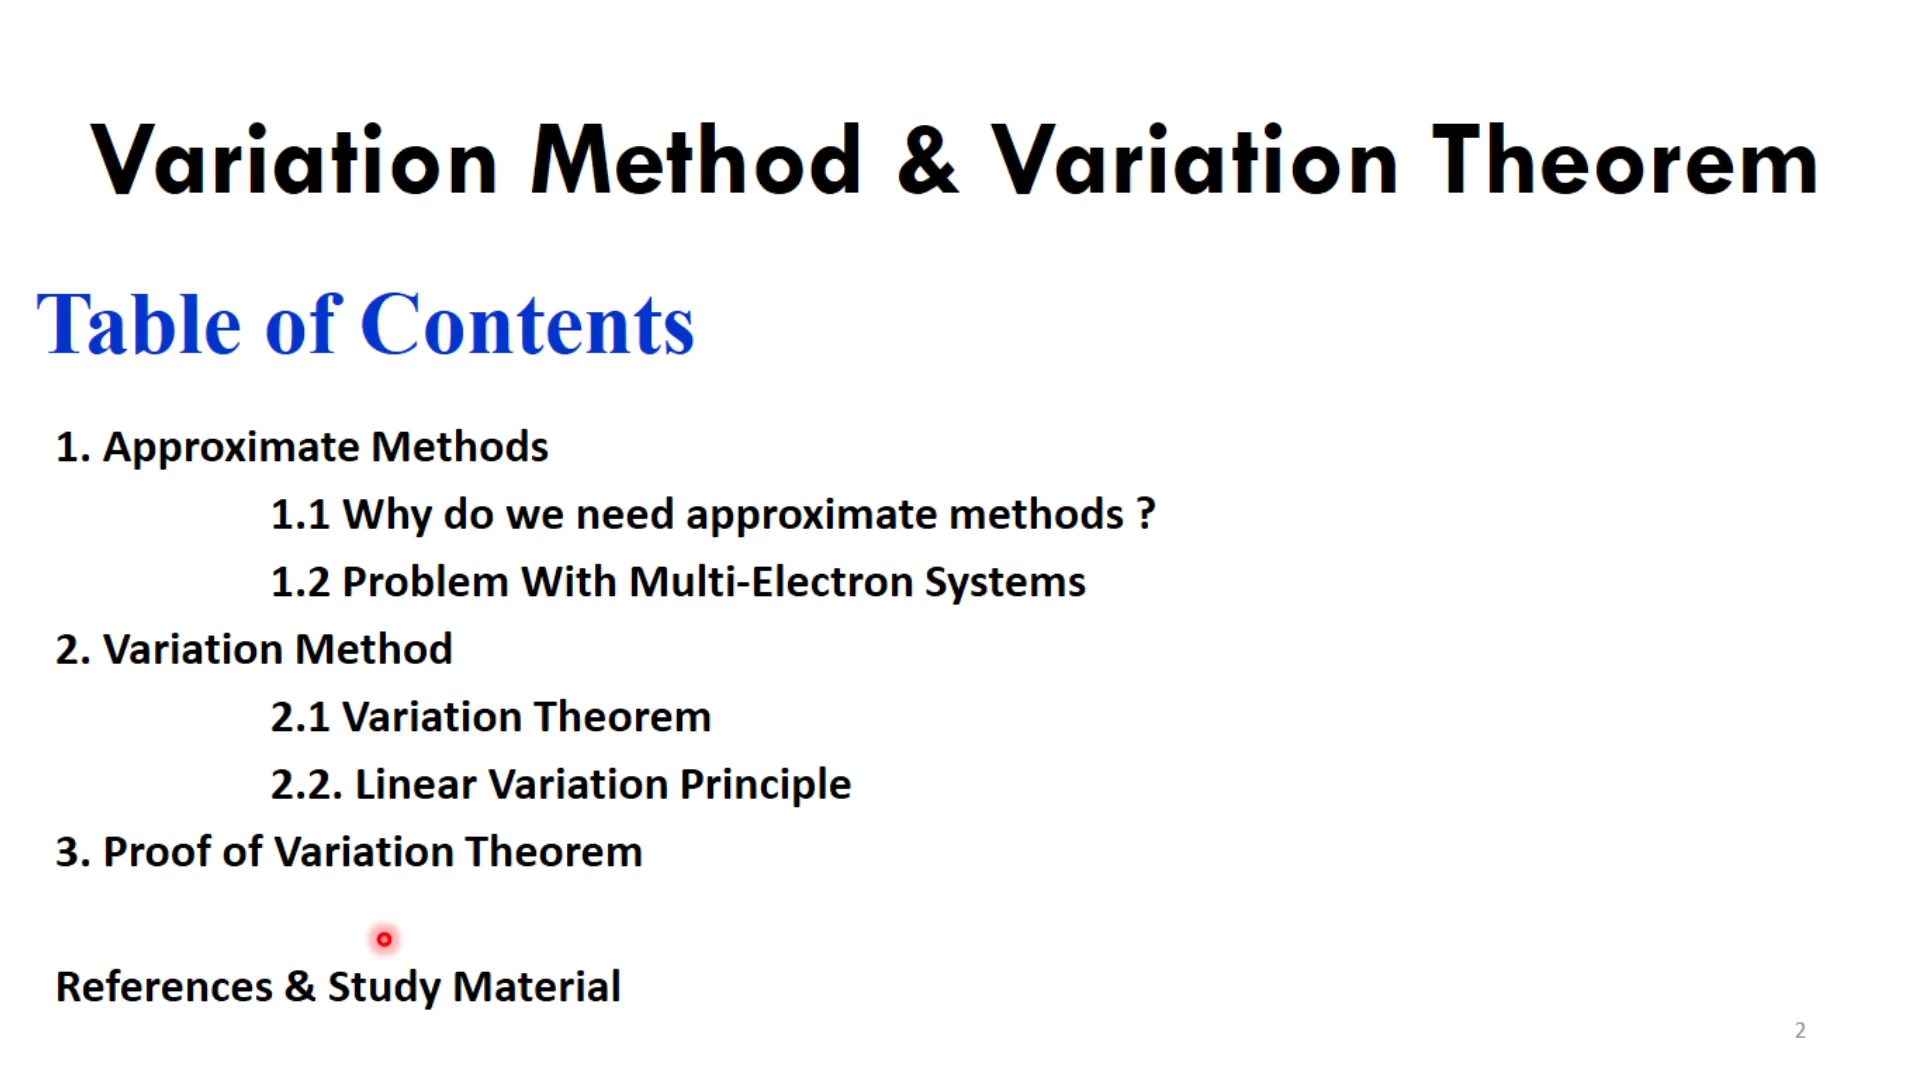 Variation Method & Variation Theorem
Table of Contents
1. Approximate Methods
1.1 Why do we need approximate methods ?
1.2 Problem With Multi-Electron Systems
2. Variation Method
2.1 Variation Theorem
2.2. Linear Variation Principle
3. Proof of Variation Theorem
References & Study Material
2